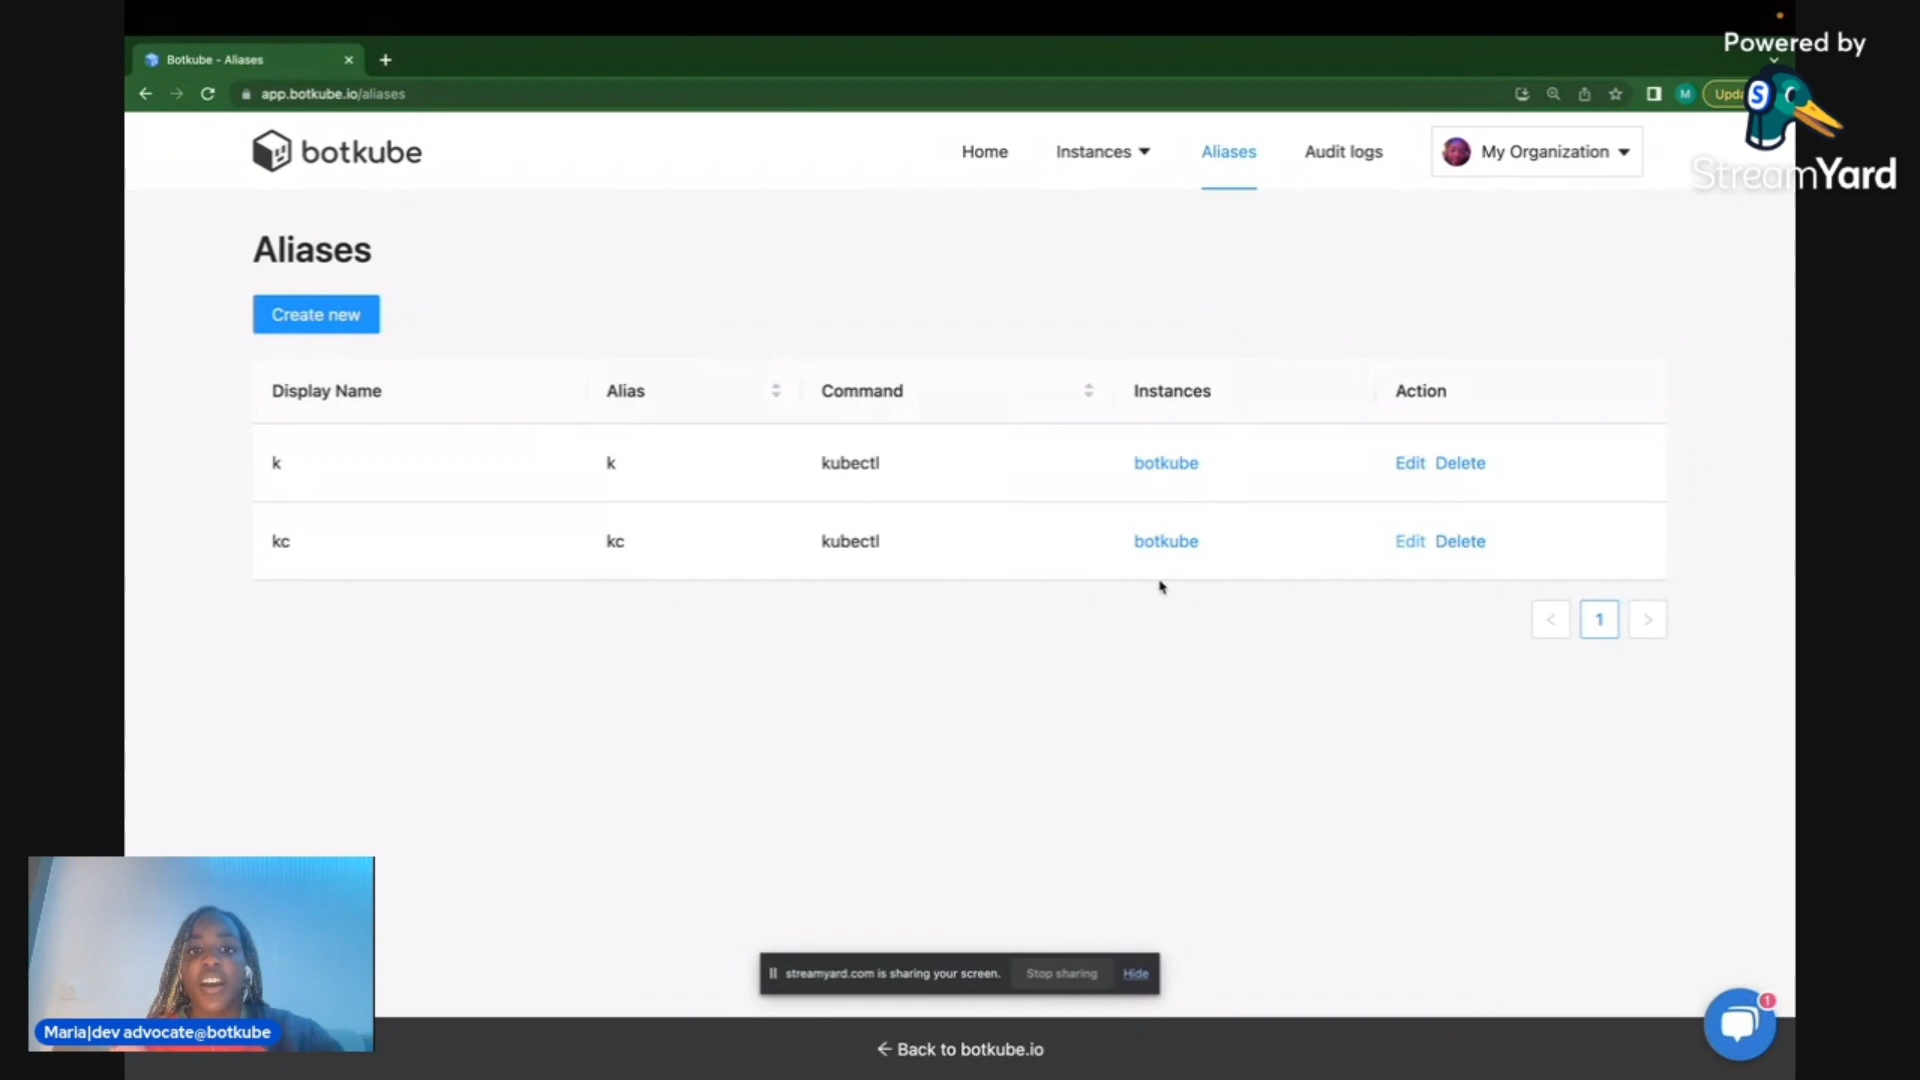 Powered by
StreamYard
Botkube - Aliases
app.botkube.io/aliases
M
S
botkube
Home
Instances
Aliases
Audit logs
My Organization
Aliases
Create new
Display Name
Alias
Command
Instances
Action
k
k
kubectl
botkube
Edit Delete
kc
kc
kubectl
botkube
Edit Delete
< 1 >
streamyard.com is sharing your screen.
Stop sharing
Hide
Maria|dev advocate@botkube
1
← Back to botkube.io